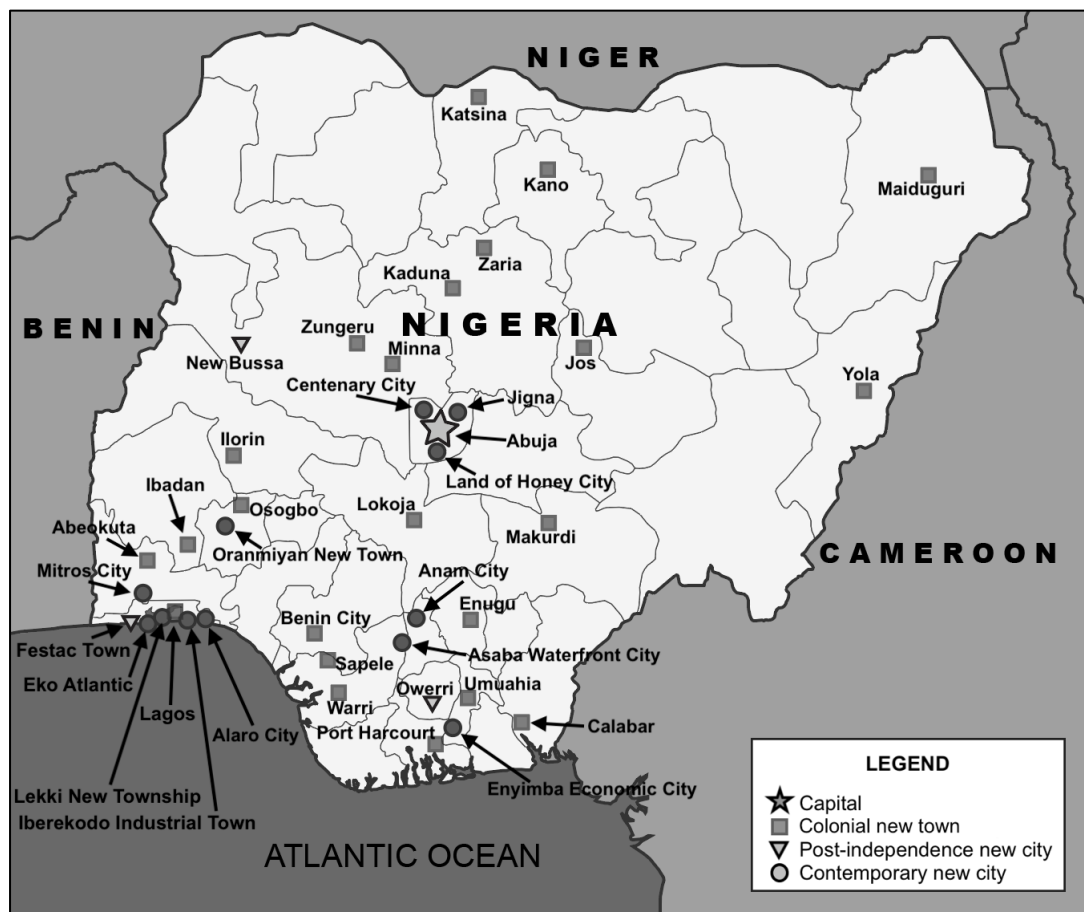 NIGER
Katsina
Kano
Maiduguri
Zaria
Kaduna
BENIN
NIGERIA
Zungeru
Minna
New Bussa
Jos
Yola
Centenary City
Jigna
Abuja
Ilorin
Land of Honey City
Ibadan
Osogbo
Lokoja
Makurdi
Abeokuta
Oranmiyan New Town
CAMEROON
Mitros City
Anam City
Enugu
Benin City
Festac Town
Asaba Waterfront City
Sapele
Eko Atlantic
Owerri
Umuahia
Warri
Lagos
Calabar
Alaro City
Port Harcourt
Lekki New Township
Enyimba Economic City
Iberekodo Industrial Town
ATLANTIC OCEAN
LEGEND
Capital
Colonial new town
Post-independence new city
Contemporary new city